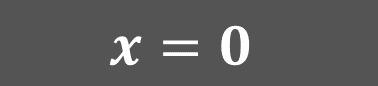 x = 0